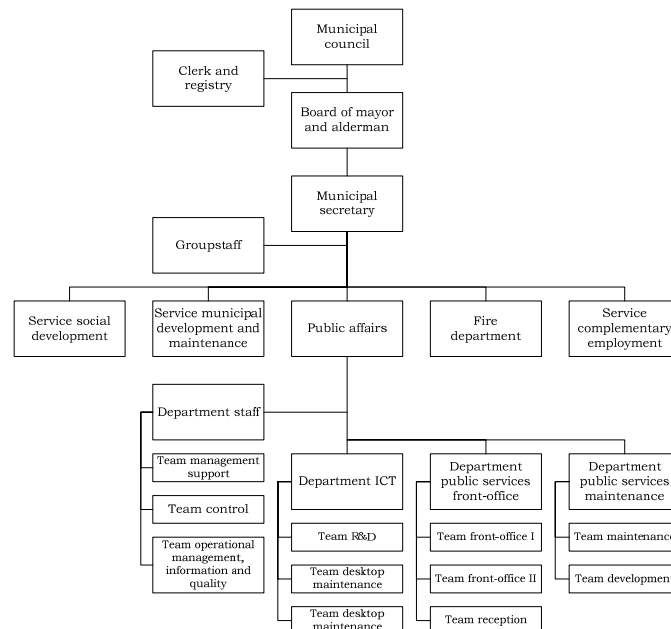 Municipal
council
Clerk and
registry
Board of mayor
and alderman
Municipal
secretary
Groupstaff
Service social
development
Service municipal
development and
maintenance
Public affairs
Fire
department
Service
complementary
employment
Department staff
Team management
support
Team control
Team operational
management,
information and
quality
Department ICT
Team R&D
Team desktop
maintenance
Team desktop
maintenance
Department
public services
front-office
Team front-office I
Team front-office II
Team reception
Department
public services
maintenance
Team maintenance
Team development